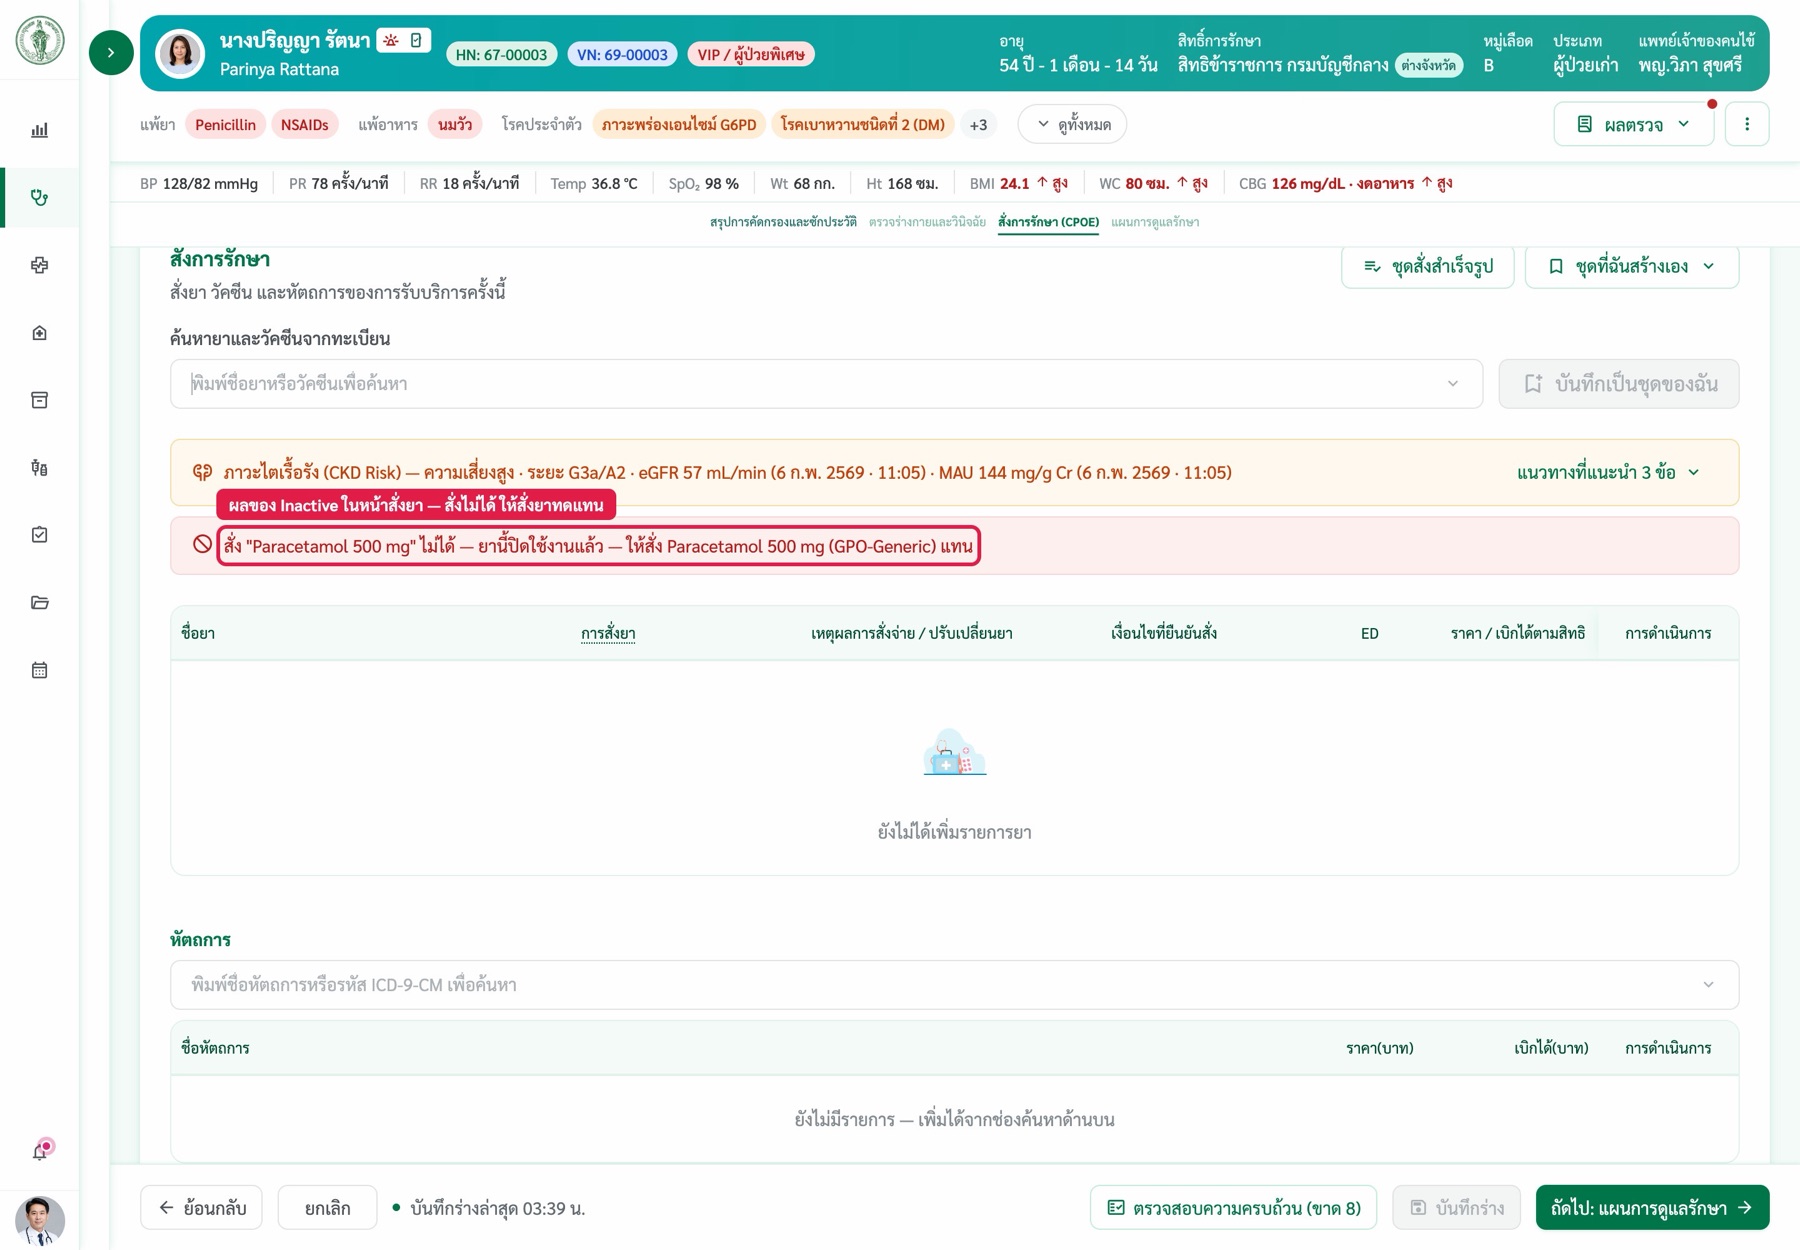 นางปริญญา รัตนา
Parinya Rattana
HN: 67-00003
VN: 69-00003
VIP / ผู้ป่วยพิเศษ
อายุ
54 ปี - 1 เดือน - 14 วัน
สิทธิ์การรักษา
สิทธิข้าราชการ กรมบัญชีกลาง ต่างจังหวัด
หมู่เลือด
B
ประเภท
ผู้ป่วยเก่า
แพทย์เจ้าของคนไข้
พญ.วิภา สุขศรี
แพ้ยา Penicillin NSAIDs แพ้อาหาร นมวัว โรคประจำตัว ภาวะพร่องเอนไซม์ G6PD โรคเบาหวานชนิดที่ 2 (DM) +3 ดูทั้งหมด
ผลตรวจ
BP 128/82 mmHg PR 78 ครั้ง/นาที RR 18 ครั้ง/นาที Temp 36.8 °C SpO₂ 98 % Wt 68 กก. Ht 168 ซม. BMI 24.1 ↑ สูง WC 80 ซม. ↑ สูง CBG 126 mg/dL · งดอาหาร ↑ สูง
สรุปการคัดกรองและซักประวัติ ตรวจร่างกายและวินิจฉัย สั่งการรักษา (CPOE) แผนการดูแลรักษา
สั่งการรักษา
สั่งยา วัคซีน และหัตถการของการรับบริการครั้งนี้
ชุดสั่งสำเร็จรูป
ชุดที่ฉันสร้างเอง
ค้นหายาและวัคซีนจากทะเบียน
พิมพ์ชื่อยาหรือวัคซีนเพื่อค้นหา
บันทึกเป็นชุดของฉัน
ภาวะไตเรื้อรัง (CKD Risk) — ความเสี่ยงสูง · ระยะ G3a/A2 · eGFR 57 mL/min (6 ก.พ. 2569 · 11:05) · MAU 144 mg/g Cr (6 ก.พ. 2569 · 11:05)
แนวทางที่แนะนำ 3 ข้อ
ผลของ Inactive ในหน้าสั่งยา — สั่งไม่ได้ ให้สั่งยาทดแทน
สั่ง "Paracetamol 500 mg" ไม่ได้ — ยานี้ปิดใช้งานแล้ว — ให้สั่ง Paracetamol 500 mg (GPO-Generic) แทน
ชื่อยา การสั่งยา เหตุผลการสั่งจ่าย / ปรับเปลี่ยนยา เงื่อนไขที่ยืนยันสั่ง ED ราคา / เบิกได้ตามสิทธิ การดำเนินการ
ยังไม่ได้เพิ่มรายการยา
หัตถการ
พิมพ์ชื่อหัตถการหรือรหัส ICD-9-CM เพื่อค้นหา
ชื่อหัตถการ ราคา(บาท) เบิกได้(บาท) การดำเนินการ
ยังไม่มีรายการ — เพิ่มได้จากช่องค้นหาด้านบน
← ย้อนกลับ
ยกเลิก
บันทึกร่างล่าสุด 03:39 น.
ตรวจสอบความครบถ้วน (ขาด 8)
บันทึกร่าง
ถัดไป: แผนการดูแลรักษา →